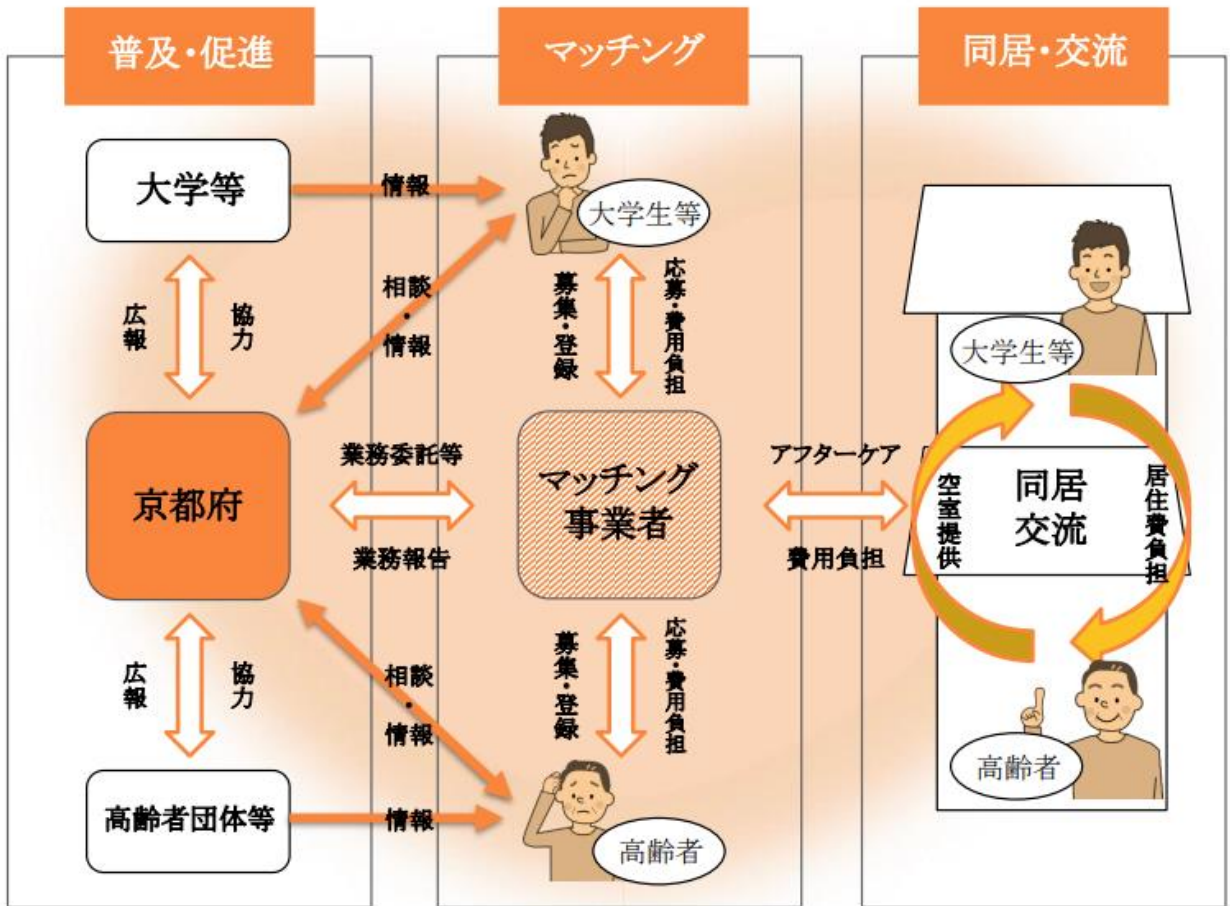 普及・促進
マッチング
同居・交流
大学等
情報
大学生等
相談・情報
広報
協力
募集・登録
応募・費用負担
大学生等
京都府
業務委託等
業務報告
マッチング
事業者
アフターケア
費用負担
空室提供
同居
交流
居住費負担
広報
協力
相談・情報
募集・登録
応募・費用負担
高齢者団体等
情報
高齢者
高齢者